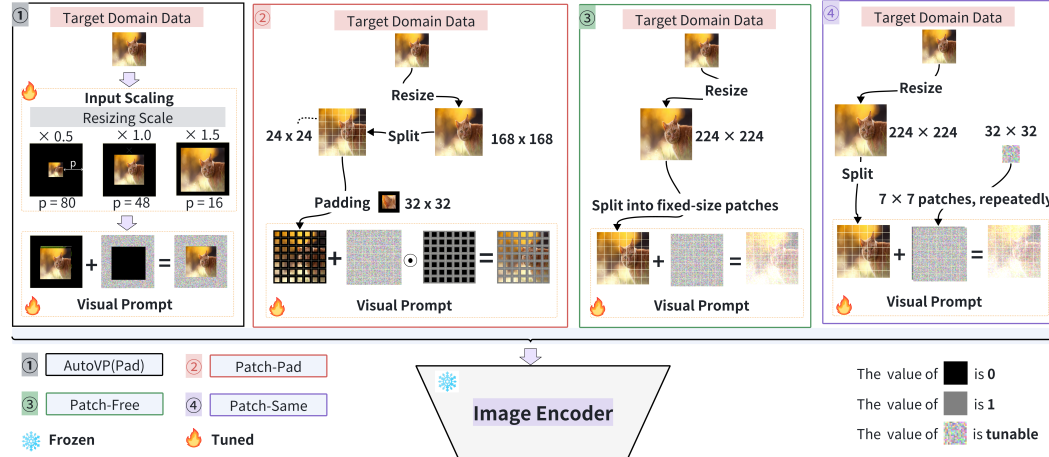 ①
Target Domain Data
Input Scaling
Resizing Scale
× 0.5
× 1.0
× 1.5
p
p = 80
p = 48
p = 16
+
=
Visual Prompt
②
Target Domain Data
Resize
24 x 24
Split
168 x 168
Padding
32 x 32
+
⊙
=
Visual Prompt
③
Target Domain Data
Resize
224 × 224
Split into fixed-size patches
+
=
Visual Prompt
④
Target Domain Data
Resize
224 × 224
32 × 32
Split
7 × 7 patches, repeatedly
+
=
Visual Prompt
① AutoVP(Pad)
② Patch-Pad
③ Patch-Free
④ Patch-Same
Frozen
Tuned
Image Encoder
The value of is 0
The value of is 1
The value of is tunable